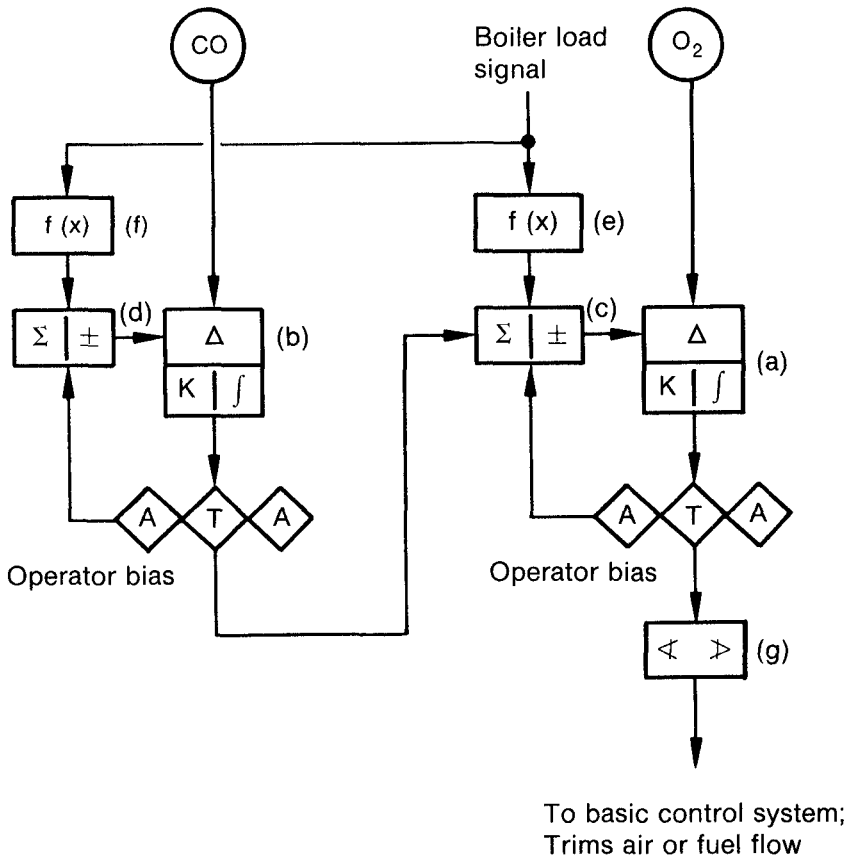 CO
Boiler load
signal
O₂
f (x) (f)
f (x) (e)
Σ ± (d)
Δ (b)
K ∫
Σ ± (c)
Δ (a)
K ∫
A T A
Operator bias
A T A
Operator bias
≮ ≯ (g)
To basic control system;
Trims air or fuel flow